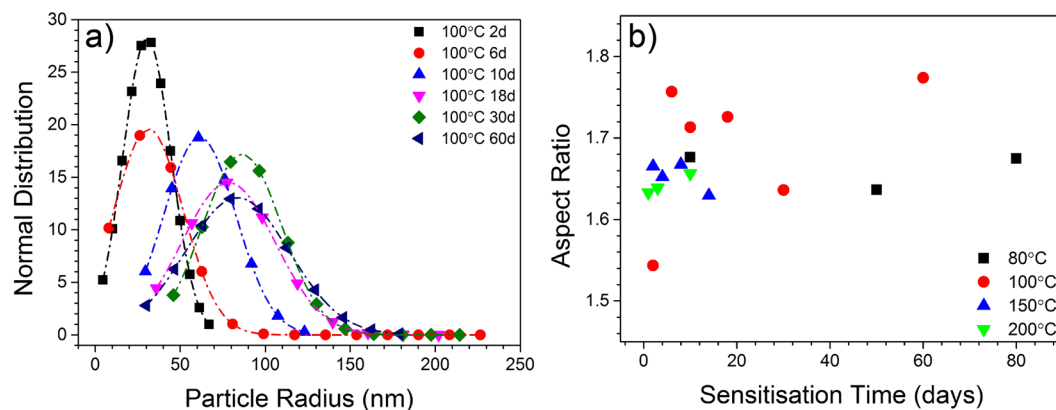 a)
30
25
20
15
10
5
0
Normal Distribution
100°C 2d
100°C 6d
100°C 10d
100°C 18d
100°C 30d
100°C 60d
0 50 100 150 200 250
Particle Radius (nm)
b)
1.8
1.7
1.6
1.5
Aspect Ratio
80°C
100°C
150°C
200°C
0 20 40 60 80
Sensitisation Time (days)